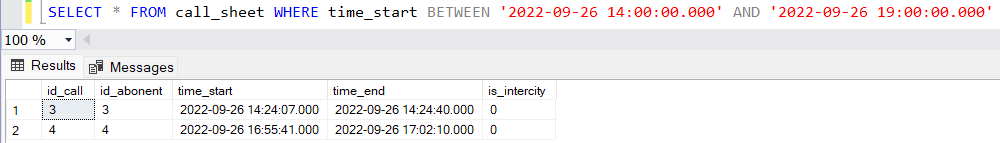 SELECT * FROM call_sheet WHERE time_start BETWEEN '2022-09-26 14:00:00.000' AND '2022-09-26 19:00:00.000'
100 %
Results Messages
id_call id_abonent time_start time_end is_intercity
1 3 3 2022-09-26 14:24:07.000 2022-09-26 14:24:40.000 0
2 4 4 2022-09-26 16:55:41.000 2022-09-26 17:02:10.000 0